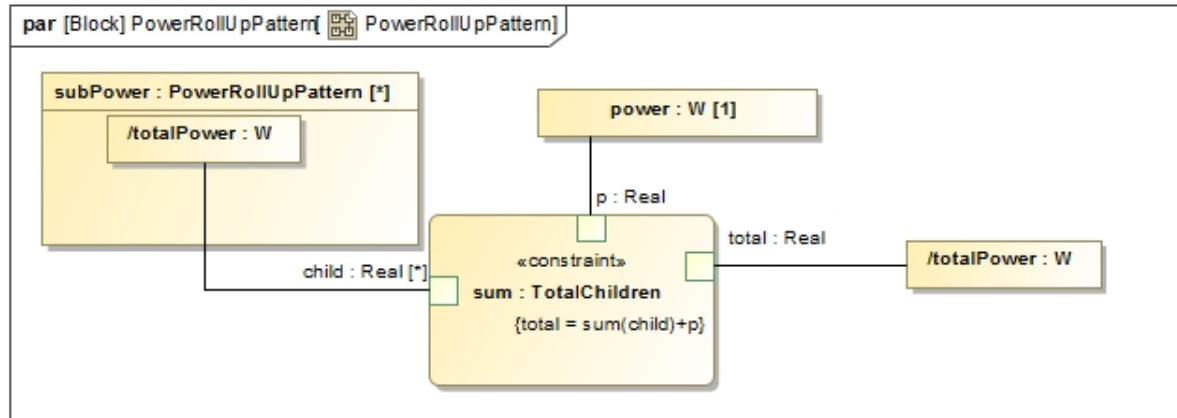 par [Block] PowerRollUpPattern[ PowerRollUpPattern]
subPower : PowerRollUpPattern [*]
/totalPower : W
power : W [1]
p : Real
total : Real
/totalPower : W
child : Real [*]
«constraint»
sum : TotalChildren
{total = sum(child)+p}